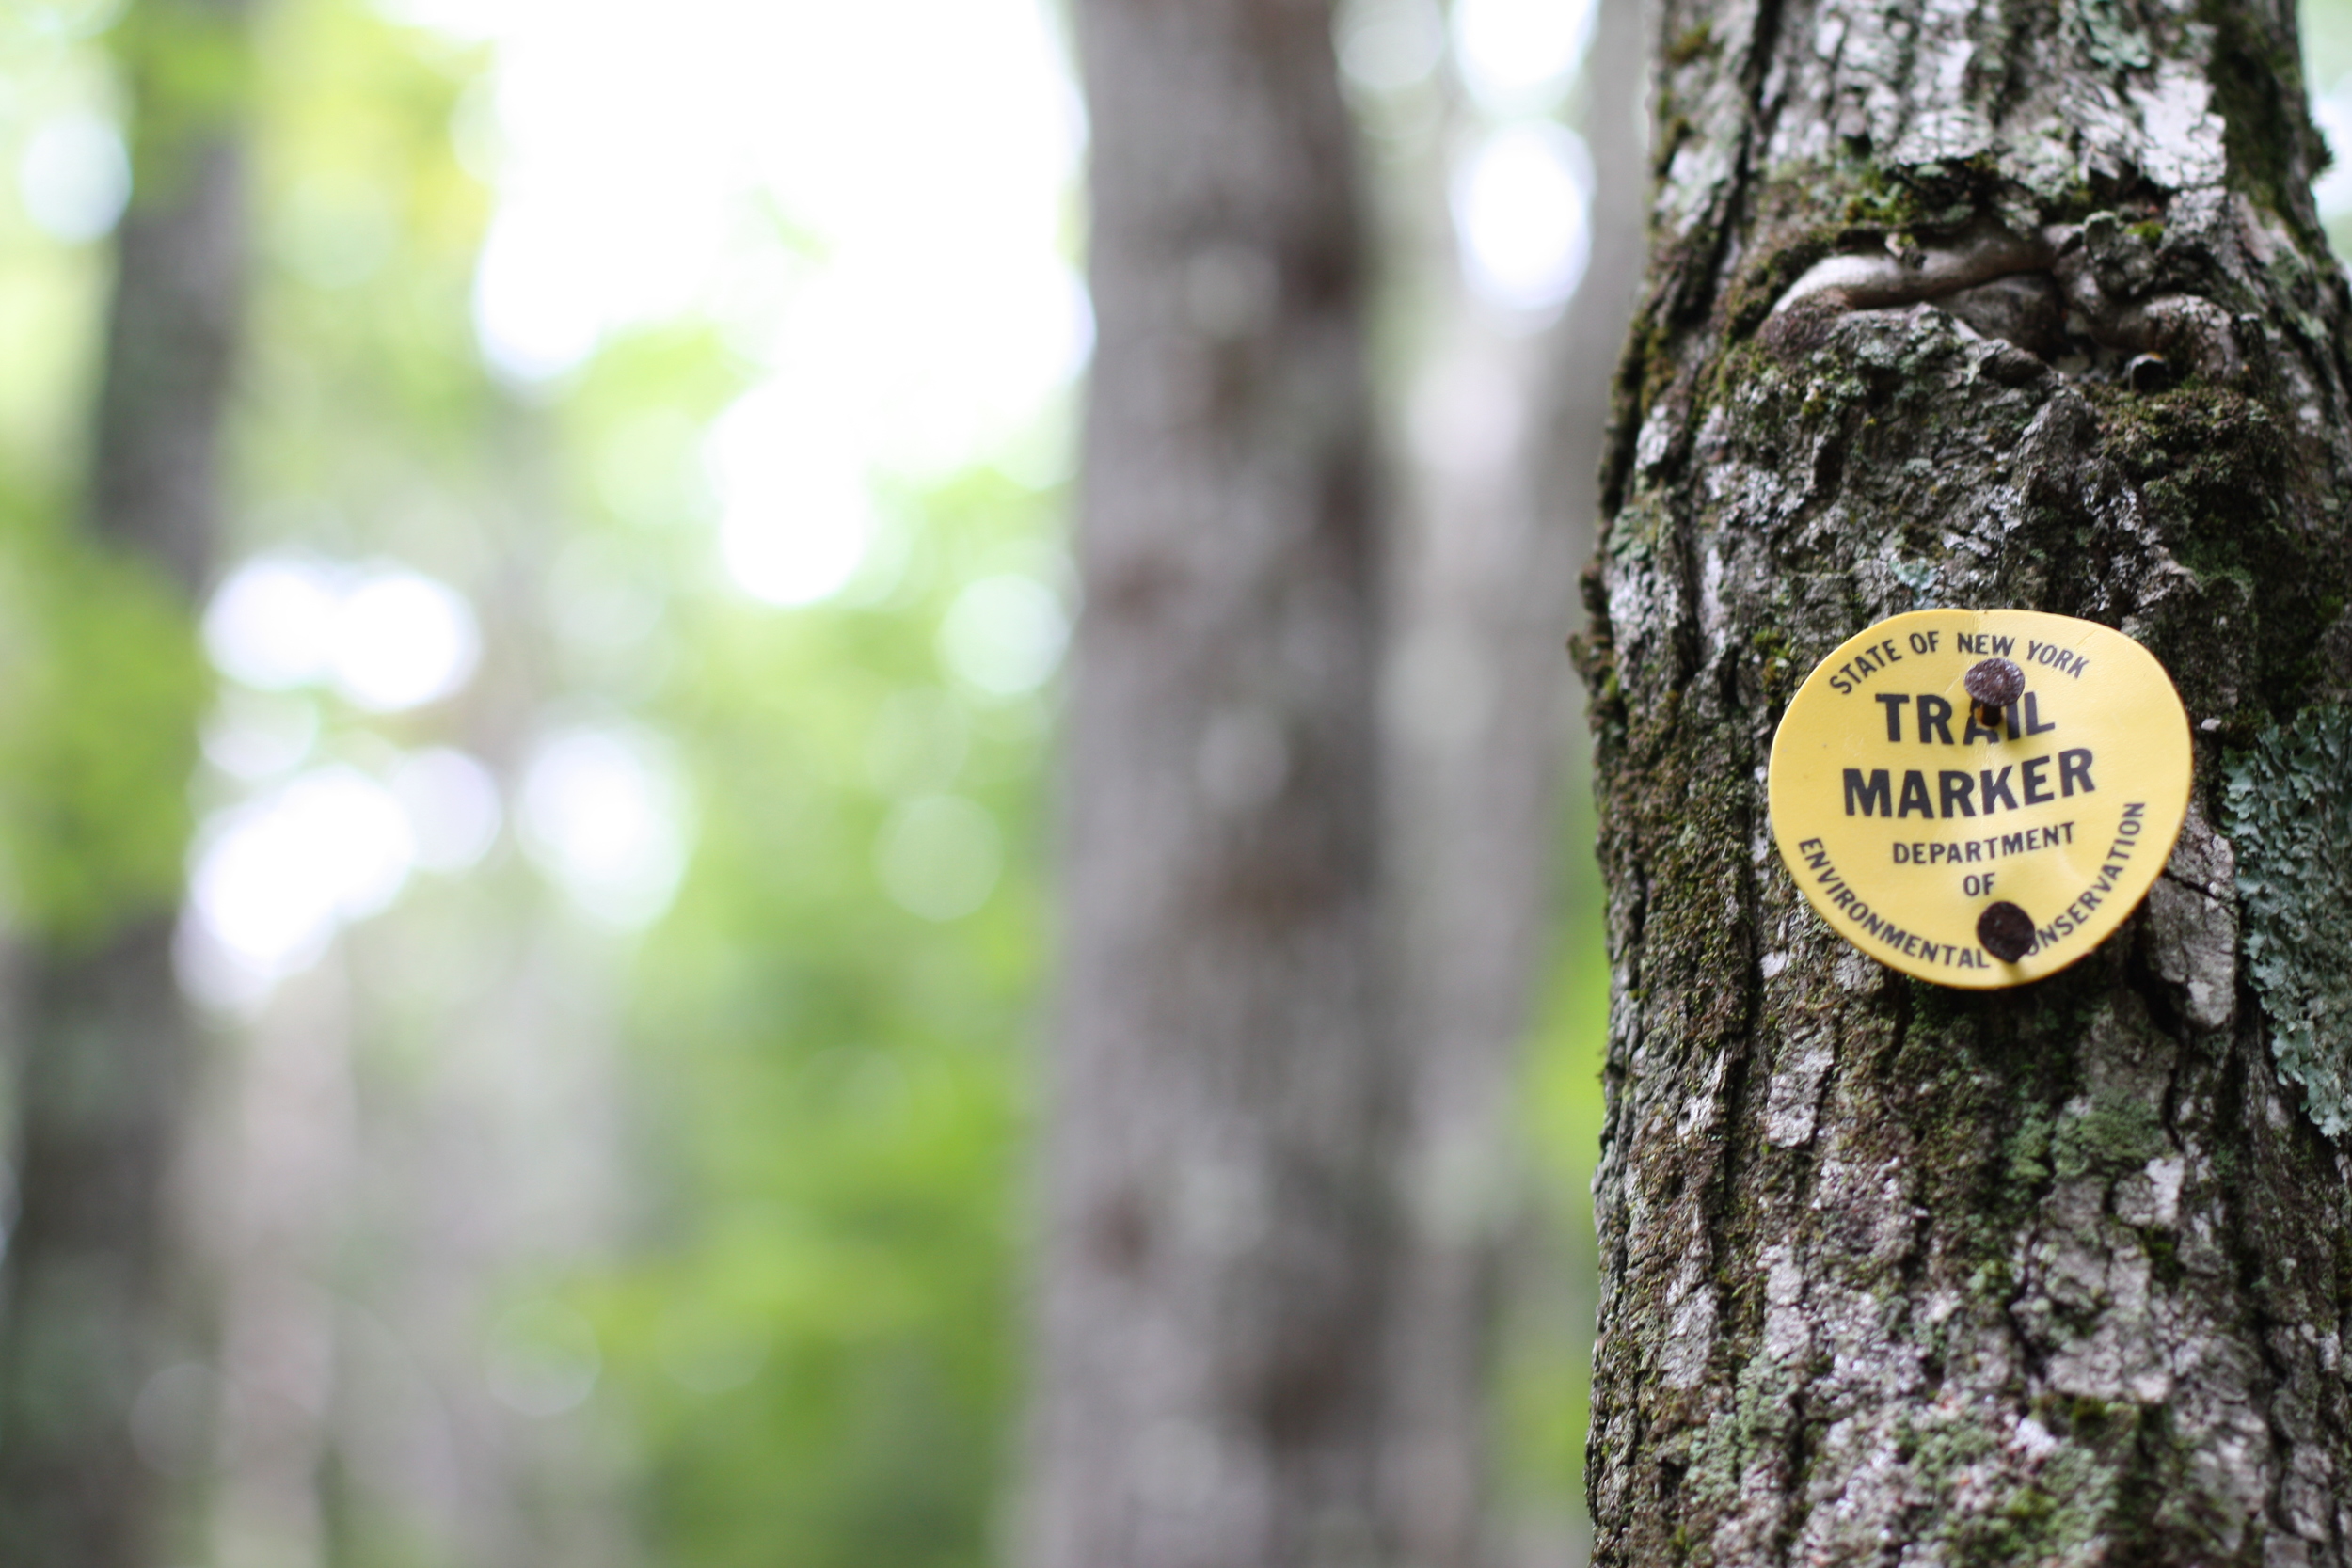 STATE OF NEW YORK
TRAIL
MARKER
DEPARTMENT
OF
ENVIRONMENTAL CONSERVATION